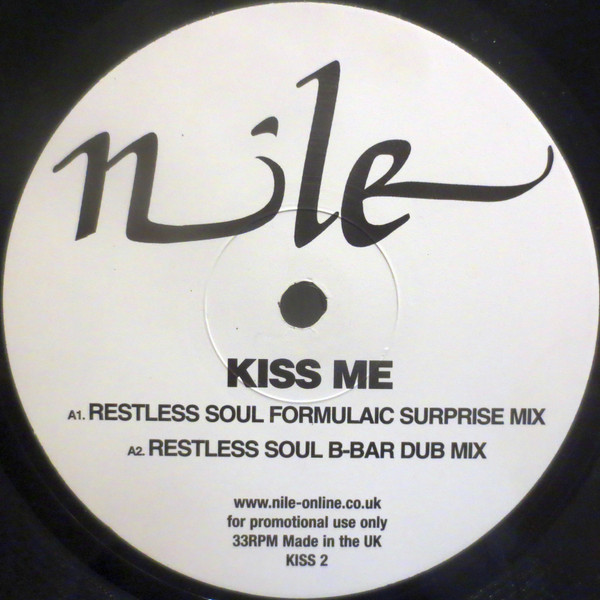 nile
KISS ME
A1. RESTLESS SOUL FORMULAIC SURPRISE MIX
A2. RESTLESS SOUL B-BAR DUB MIX
www.nile-online.co.uk
for promotional use only
33RPM Made in the UK
KISS 2